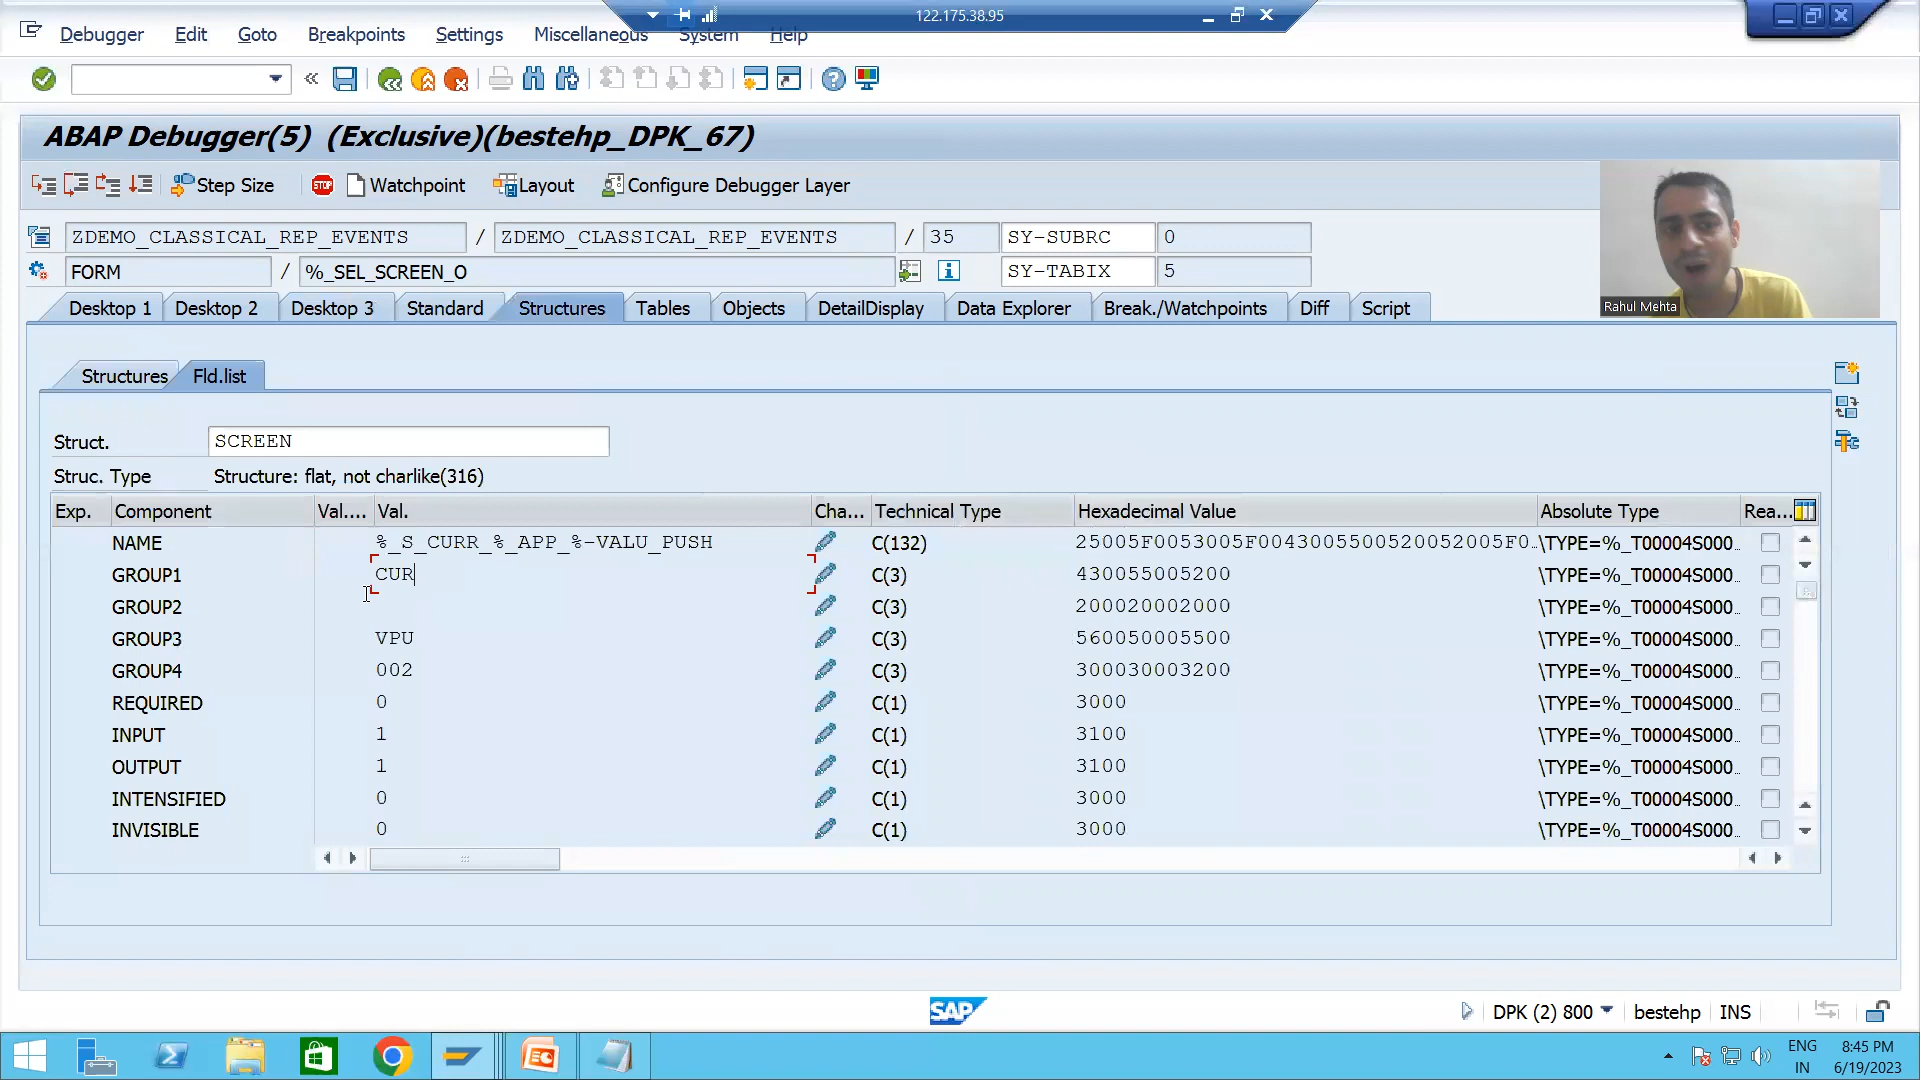 122.175.38.95
Debugger Edit Goto Breakpoints Settings Miscellaneous System Help
ABAP Debugger(5) (Exclusive)(bestehp_DPK_67)
Step Size STOP Watchpoint Layout Configure Debugger Layer
ZDEMO_CLASSICAL_REP_EVENTS / ZDEMO_CLASSICAL_REP_EVENTS / 35 SY-SUBRC 0
FORM / %_SEL_SCREEN_O SY-TABIX 5
Rahul Mehta
Desktop 1 Desktop 2 Desktop 3 Standard Structures Tables Objects DetailDisplay Data Explorer Break./Watchpoints Diff Script
Structures Fld.list
Struct. SCREEN
Struc. Type Structure: flat, not charlike(316)
Exp. Component Val.... Val. Cha... Technical Type Hexadecimal Value Absolute Type Rea...
NAME %_S_CURR_%_APP_%-VALU_PUSH C(132) 25005F0053005F0043005500520052005F0... \TYPE=%_T00004S000...
GROUP1 CUR C(3) 430055005200 \TYPE=%_T00004S000...
GROUP2 C(3) 200020002000 \TYPE=%_T00004S000...
GROUP3 VPU C(3) 560050005500 \TYPE=%_T00004S000...
GROUP4 002 C(3) 300030003200 \TYPE=%_T00004S000...
REQUIRED 0 C(1) 3000 \TYPE=%_T00004S000...
INPUT 1 C(1) 3100 \TYPE=%_T00004S000...
OUTPUT 1 C(1) 3100 \TYPE=%_T00004S000...
INTENSIFIED 0 C(1) 3000 \TYPE=%_T00004S000...
INVISIBLE 0 C(1) 3000 \TYPE=%_T00004S000...
SAP DPK (2) 800 bestehp INS
ENG 8:45 PM
IN 6/19/2023